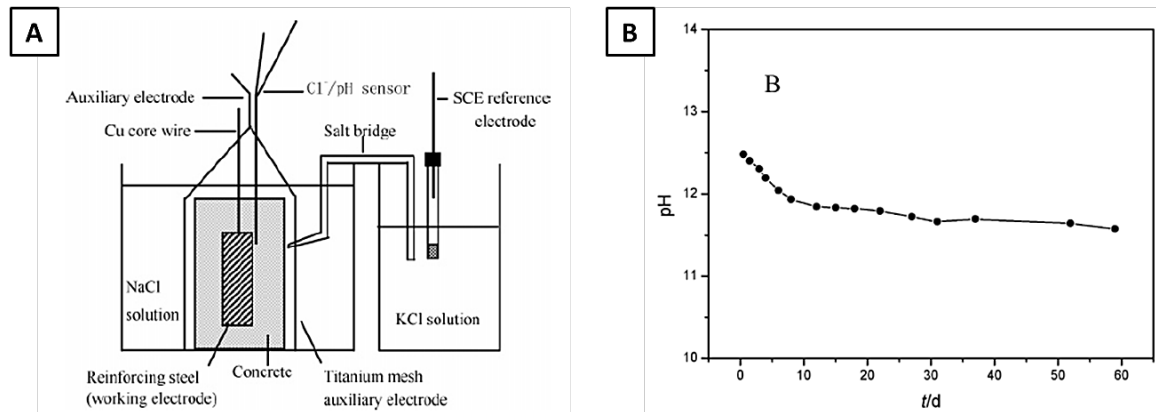 A
Auxiliary electrode
Cl⁻/pH sensor
Cu core wire
Salt bridge
SCE reference
electrode
NaCl
solution
KCl solution
Reinforcing steel
(working electrode)
Concrete
Titanium mesh
auxiliary electrode
B
B
pH
14
13
12
11
10
0
10
20
30
40
50
60
t/d